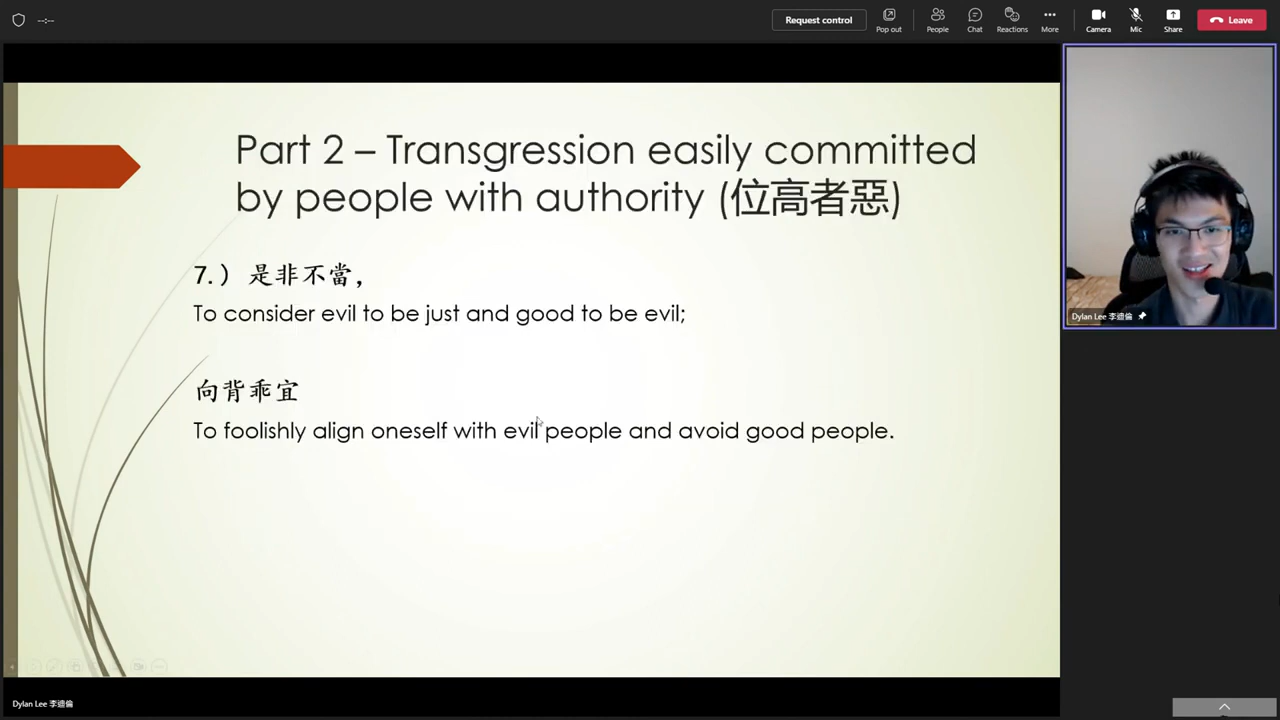 --:--
Request control
Pop out
People
Chat
Reactions
More
Camera
Mic
Share
Leave
Part 2 – Transgression easily committed
by people with authority (位高者惡)
7.） 是非不當，
To consider evil to be just and good to be evil;
向背乖宜
To foolishly align oneself with evil people and avoid good people.
Dylan Lee 李迪倫
Dylan Lee 李迪倫